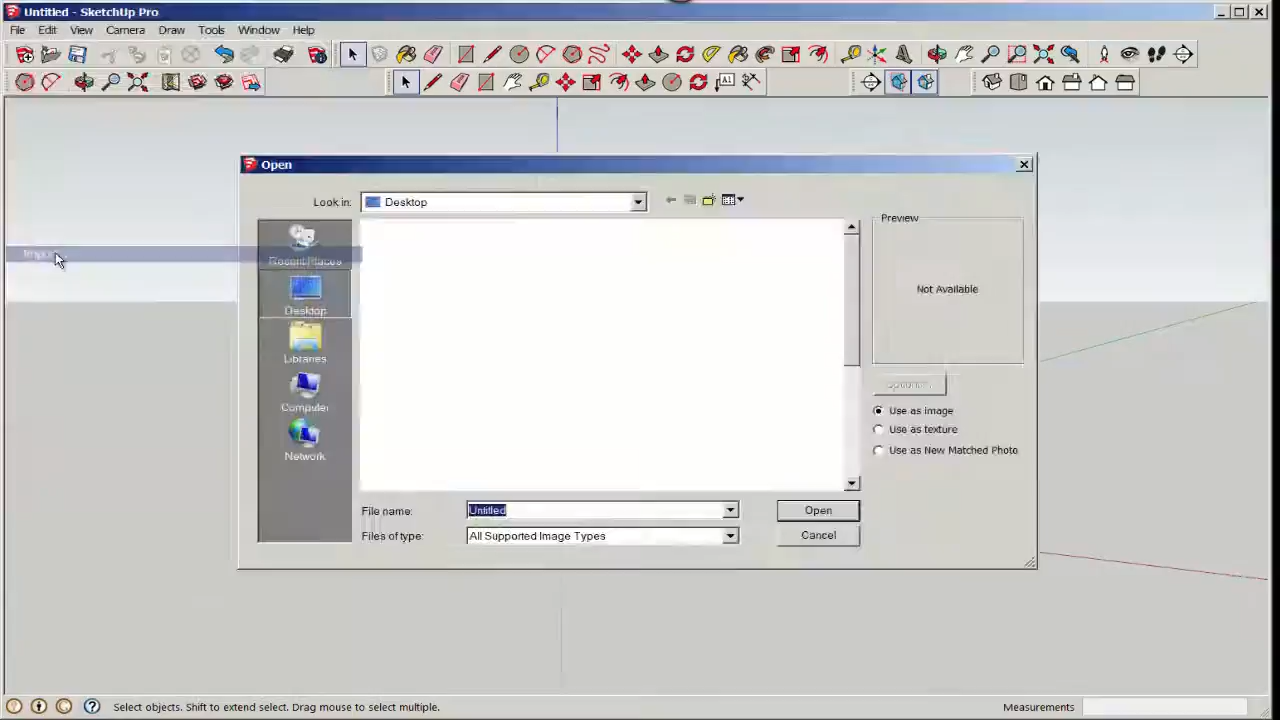 Untitled - SketchUp Pro
File Edit View Camera Draw Tools Window Help
A1
Open
Look in: Desktop
Preview
Import
Recent Places
Not Available
Desktop
Libraries
Computer
Use as image
Use as texture
Network
Use as New Matched Photo
File name: Untitled Open
Files of type: All Supported Image Types Cancel
Select objects. Shift to extend select. Drag mouse to select multiple. Measurements